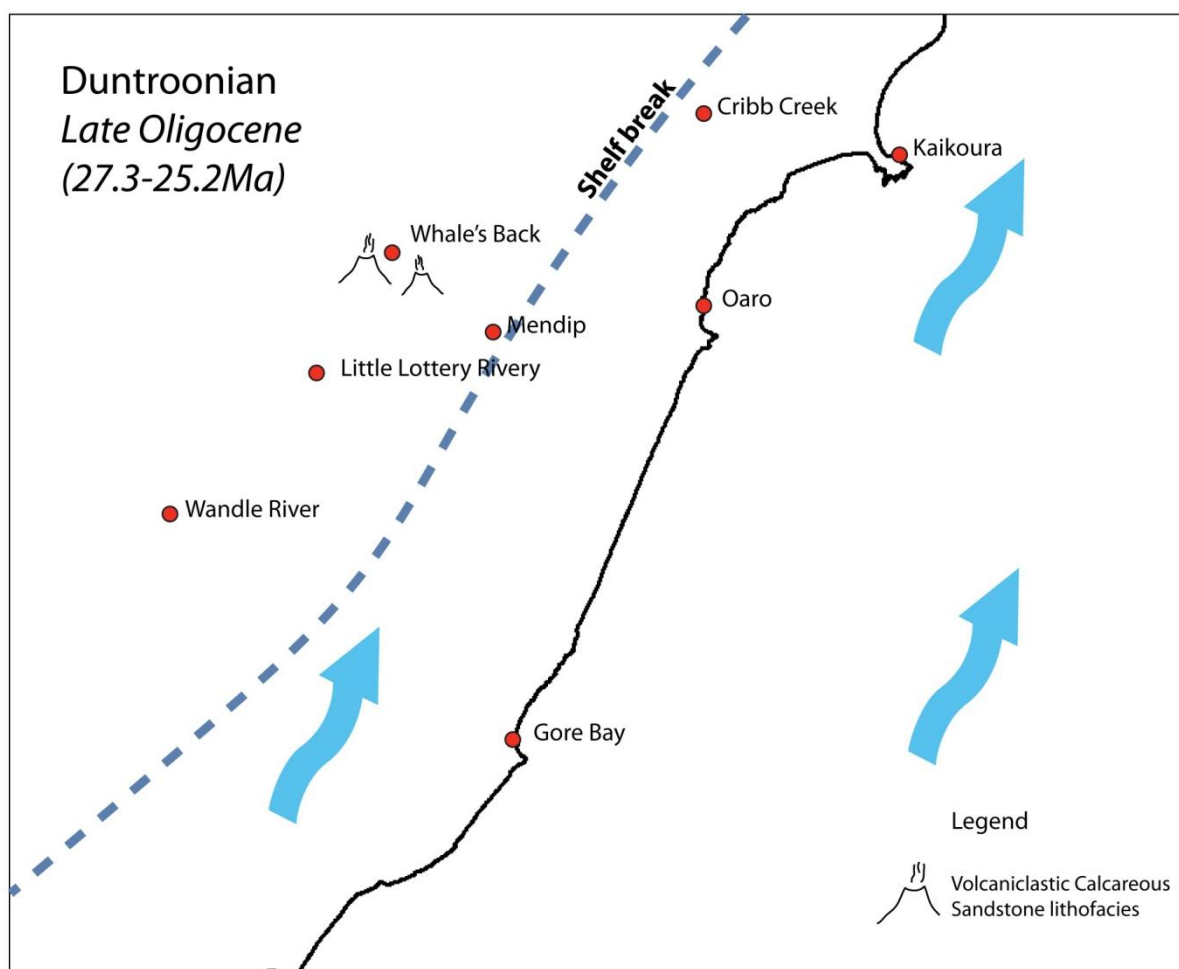 Duntroonian
Late Oligocene
(27.3-25.2Ma)
Shelf break
Cribb Creek
Kaikoura
Whale's Back
Oaro
Mendip
Little Lottery Rivery
Wandle River
Gore Bay
Legend
Volcaniclastic Calcareous
Sandstone lithofacies